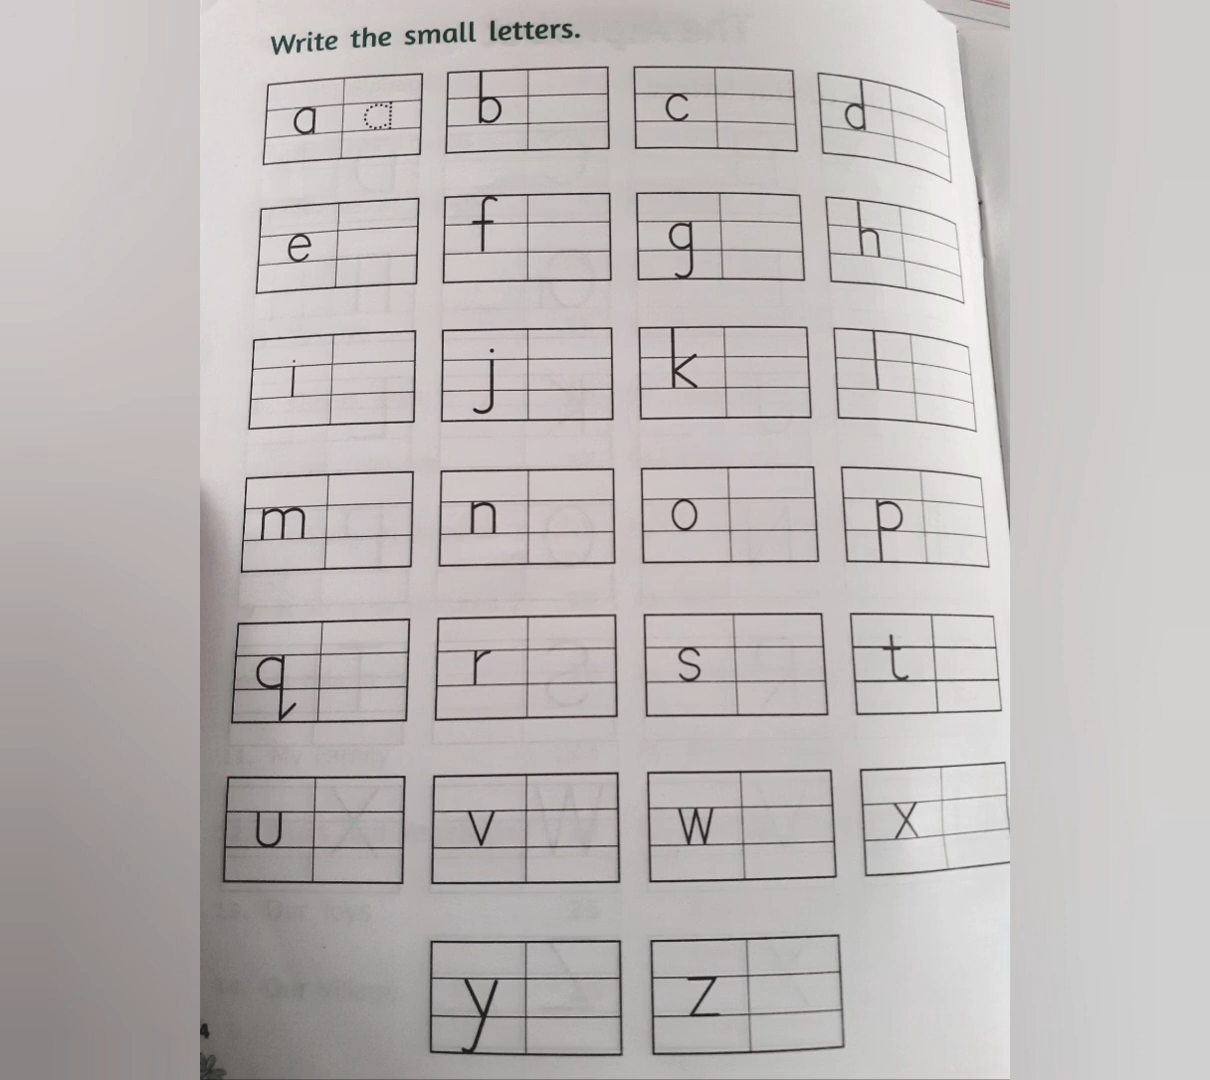 Write the small letters.
a a b c d
e f g h
i j k l
m n o p
q r s t
u v w x
y z
4